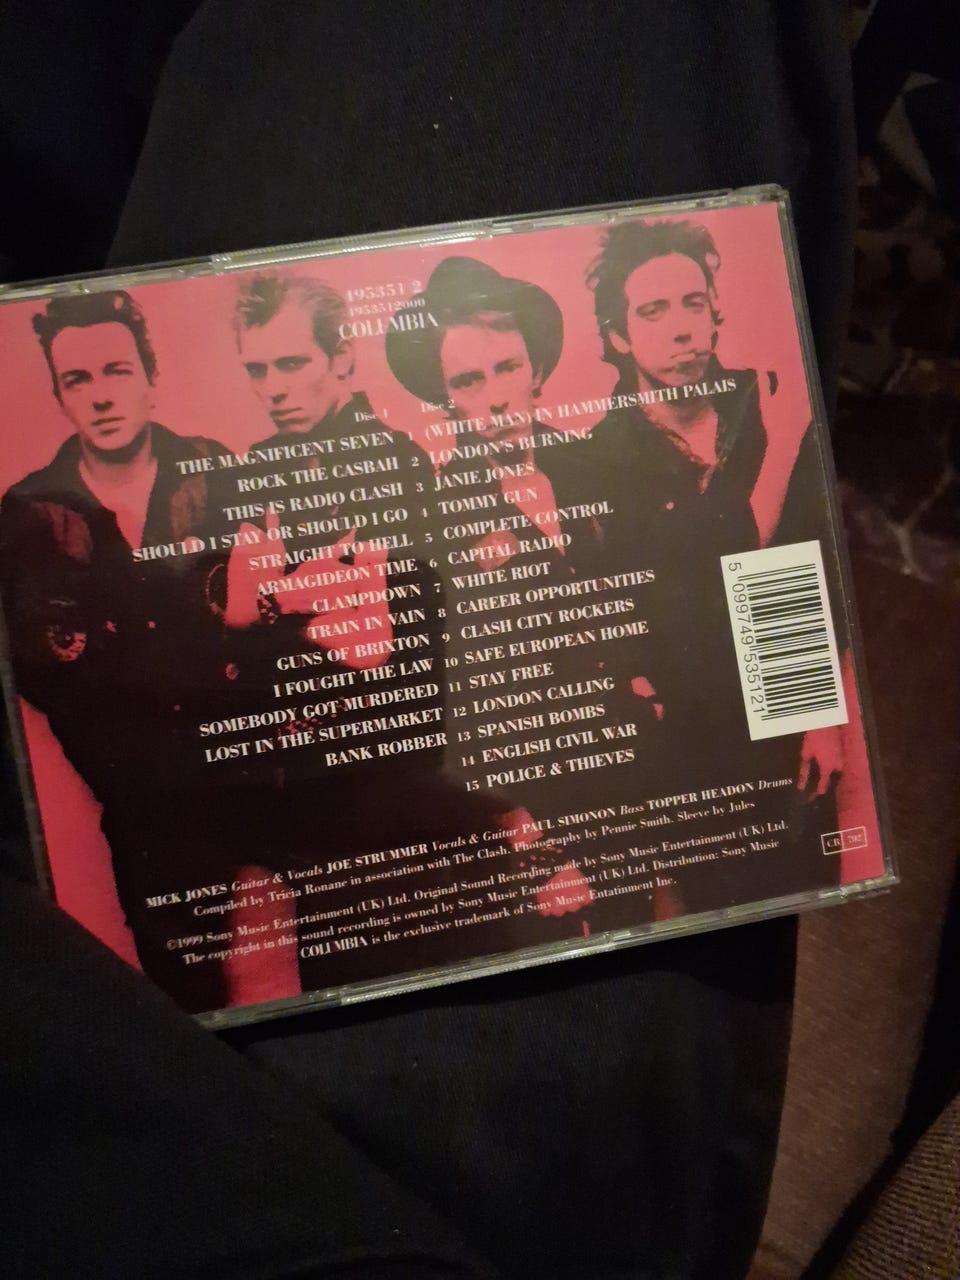 495351 2
4953512000
COLUMBIA
Disc 1
THE MAGNIFICENT SEVEN
ROCK THE CASBAH
THIS IS RADIO CLASH
SHOULD I STAY OR SHOULD I GO
STRAIGHT TO HELL
ARMAGIDEON TIME
CLAMPDOWN
TRAIN IN VAIN
GUNS OF BRIXTON
I FOUGHT THE LAW
SOMEBODY GOT MURDERED
LOST IN THE SUPERMARKET
BANK ROBBER
Disc 2
1 (WHITE MAN) IN HAMMERSMITH PALAIS
2 LONDON'S BURNING
3 JANIE JONES
4 TOMMY GUN
5 COMPLETE CONTROL
6 CAPITAL RADIO
7 WHITE RIOT
8 CAREER OPPORTUNITIES
9 CLASH CITY ROCKERS
10 SAFE EUROPEAN HOME
11 STAY FREE
12 LONDON CALLING
13 SPANISH BOMBS
14 ENGLISH CIVIL WAR
15 POLICE & THIEVES
MICK JONES Guitar & Vocals JOE STRUMMER Vocals & Guitar PAUL SIMONON Bass TOPPER HEADON Drums
Compiled by Tricia Ronane in association with The Clash. Photography by Pennie Smith. Sleeve by Jules
©1999 Sony Music Entertainment (UK) Ltd. Original Sound Recording made by Sony Music Entertainment (UK) Ltd.
The copyright in this sound recording is owned by Sony Music Entertainment (UK) Ltd. Distribution: Sony Music
COLUMBIA is the exclusive trademark of Sony Music Entatinment Inc.
5 099749 535121